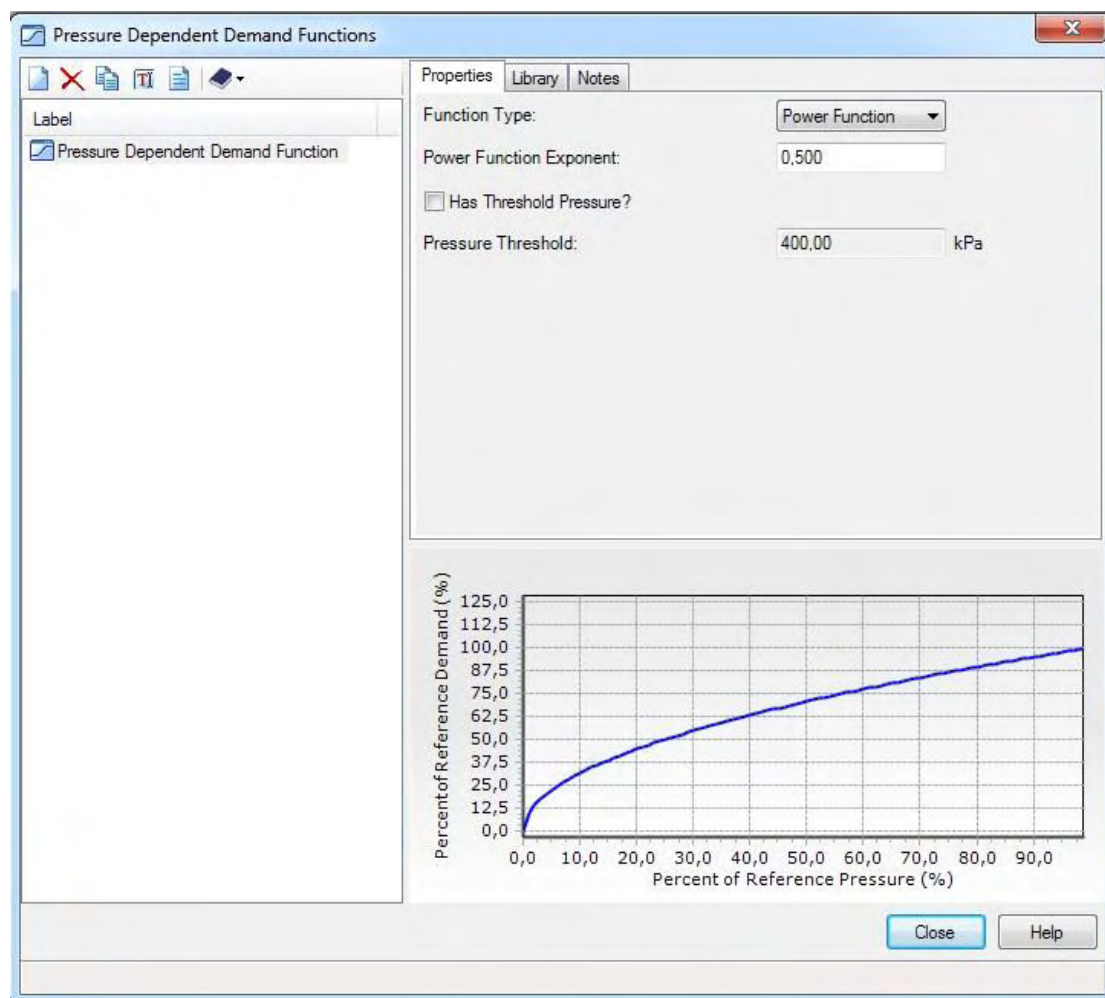 Pressure Dependent Demand Functions
Label
Pressure Dependent Demand Function
Properties Library Notes
Function Type: Power Function
Power Function Exponent: 0,500
Has Threshold Pressure?
Pressure Threshold: 400,00 kPa
Percentof Reference Demand (%)
125,0
112,5
100,0
87,5
75,0
62,5
50,0
37,5
25,0
12,5
0,0
0,0 10,0 20,0 30,0 40,0 50,0 60,0 70,0 80,0 90,0
Percent of Reference Pressure (%)
Close Help